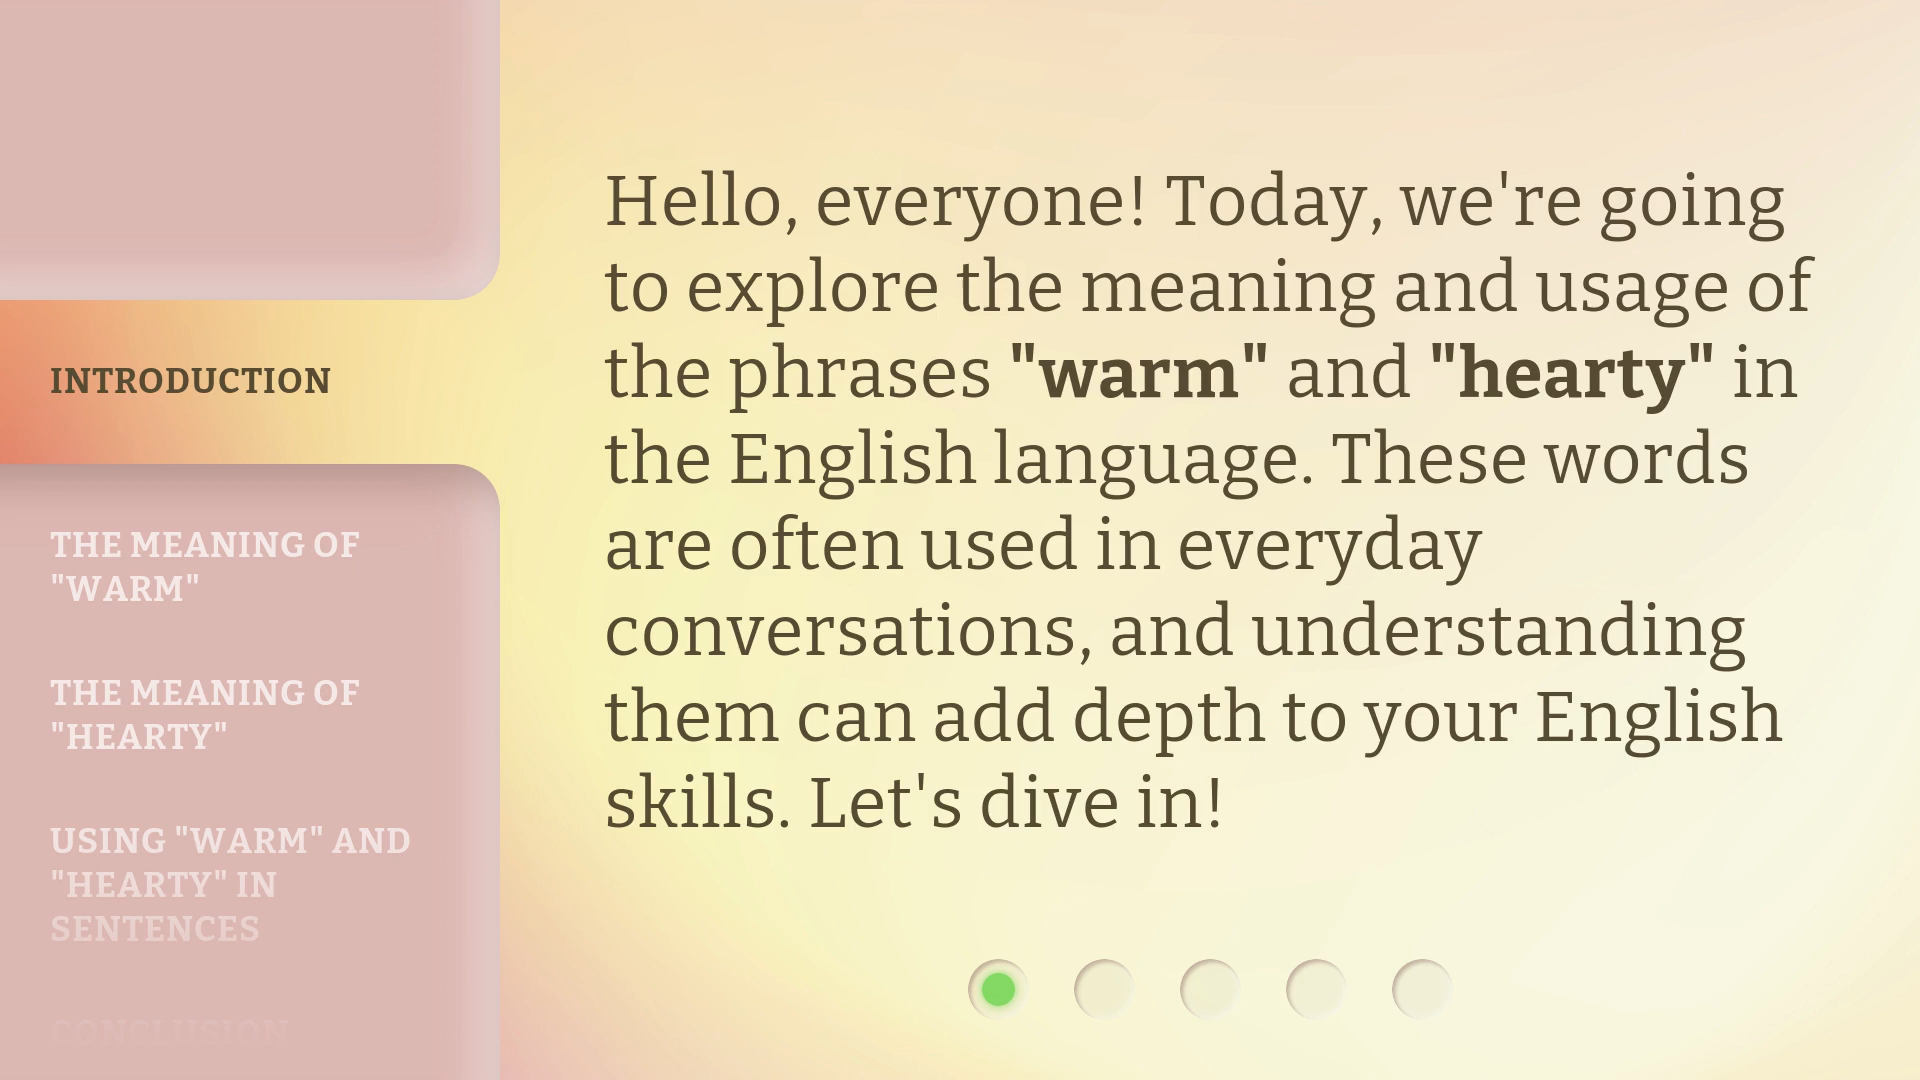 INTRODUCTION
THE MEANING OF
"WARM"
THE MEANING OF
"HEARTY"
USING "WARM" AND
"HEARTY" IN
SENTENCES
CONCLUSION
Hello, everyone! Today, we're going
to explore the meaning and usage of
the phrases "warm" and "hearty" in
the English language. These words
are often used in everyday
conversations, and understanding
them can add depth to your English
skills. Let's dive in!